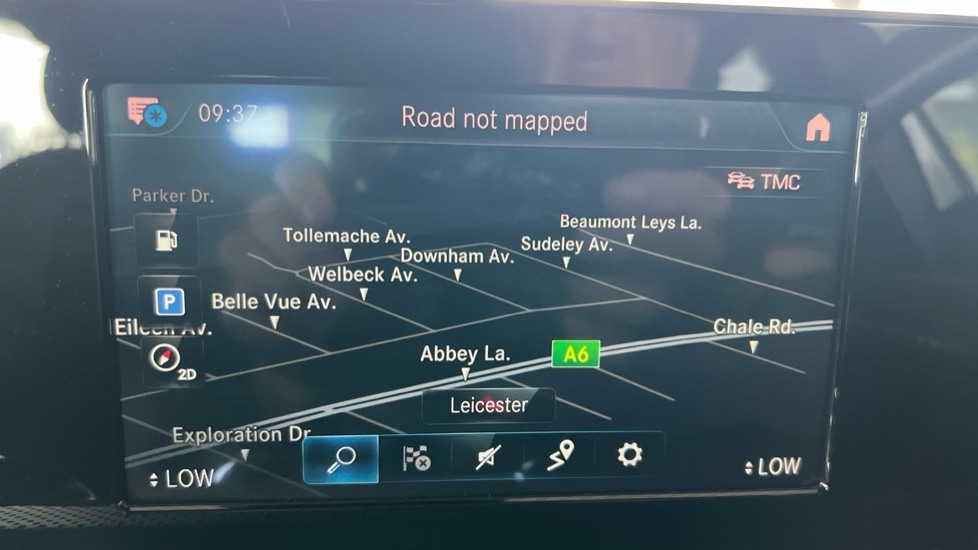 09:37 Road not mapped
TMC
Parker Dr.
Beaumont Leys La.
Tollemache Av.
Sudeley Av.
Downham Av.
Welbeck Av.
P Belle Vue Av.
Chale Rd.
Abbey La. A6
2D
Leicester
Exploration Dr
LOW LOW